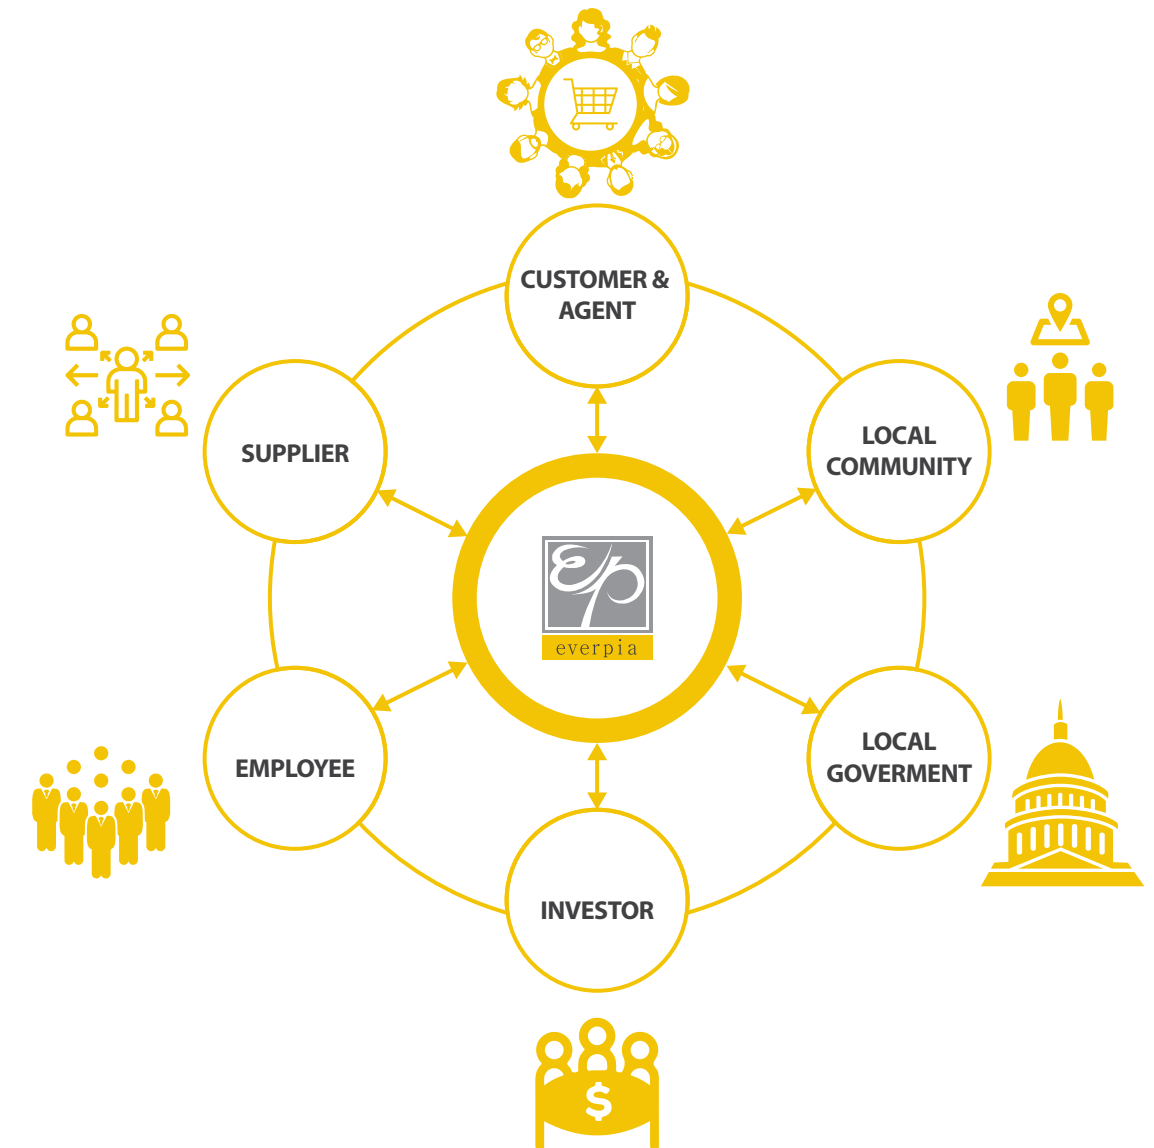 CUSTOMER &
AGENT
LOCAL
COMMUNITY
SUPPLIER
Ep
everpia
LOCAL
GOVERMENT
EMPLOYEE
INVESTOR
$